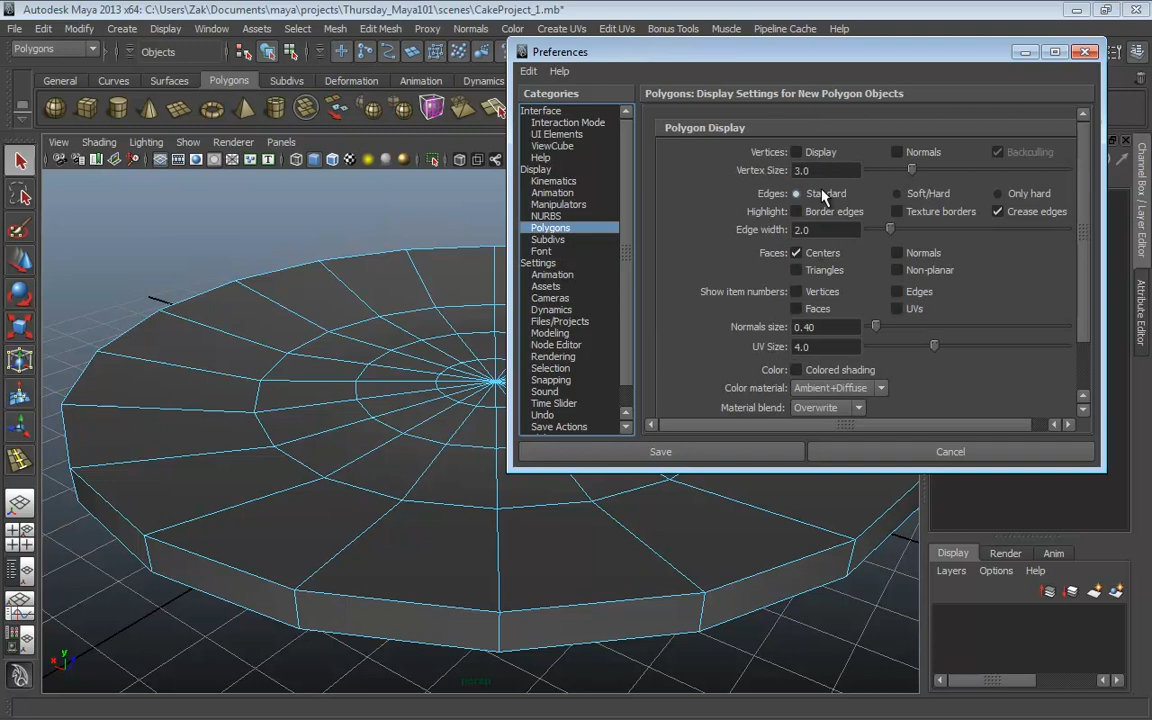 Autodesk Maya 2013 x64: C:\Users\Zak\Documents\maya\projects\Thursday_Maya101\scenes\CakeProject_1.mb*
File Edit Modify Create Display Window Assets Select Mesh Edit Mesh Proxy Normals Color Create UVs Edit UVs Bonus Tools Muscle Pipeline Cache Help
Polygons Objects
General Curves Surfaces Polygons Subdivs Deformation Animation Dynamics
View Shading Lighting Show Renderer Panels
Preferences
Edit Help
Categories
Interface
Interaction Mode
UI Elements
ViewCube
Help
Display
Kinematics
Animation
Manipulators
NURBS
Polygons
Subdivs
Font
Settings
Animation
Assets
Cameras
Dynamics
Files/Projects
Modeling
Node Editor
Rendering
Selection
Snapping
Sound
Time Slider
Undo
Save Actions
Polygons: Display Settings for New Polygon Objects
Polygon Display
Vertices: Display Normals Backculling
Vertex Size: 3.0
Edges: Standard Soft/Hard Only hard
Highlight: Border edges Texture borders Crease edges
Edge width: 2.0
Faces: Centers Normals
Triangles Non-planar
Show item numbers: Vertices Edges
Faces UVs
Normals size: 0.40
UV Size: 4.0
Color: Colored shading
Color material: Ambient+Diffuse
Material blend: Overwrite
Save Cancel
Channel Box / Layer Editor
Attribute Editor
Display Render Anim
Layers Options Help
y
x
z
persp